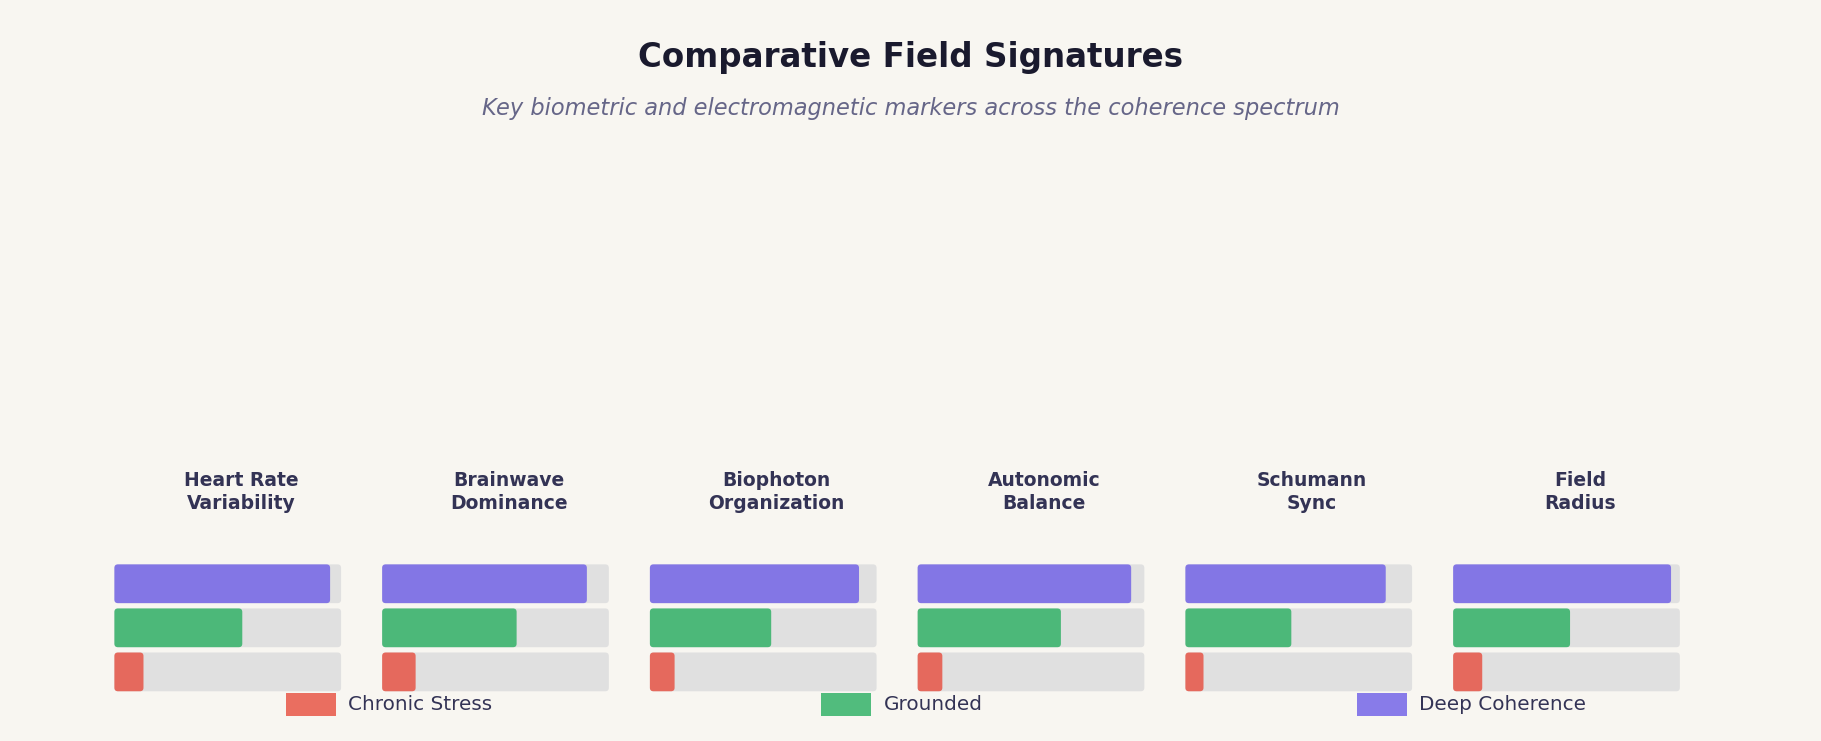 Comparative Field Signatures
Key biometric and electromagnetic markers across the coherence spectrum
Heart Rate
Variability
Brainwave
Dominance
Biophoton
Organization
Autonomic
Balance
Schumann
Sync
Field
Radius
Chronic Stress
Grounded
Deep Coherence